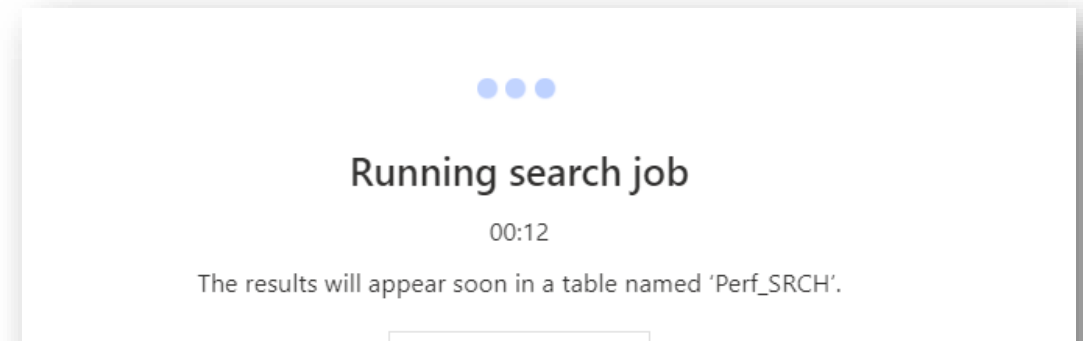 Running search job
00:12
The results will appear soon in a table named ‘Perf_SRCH’.